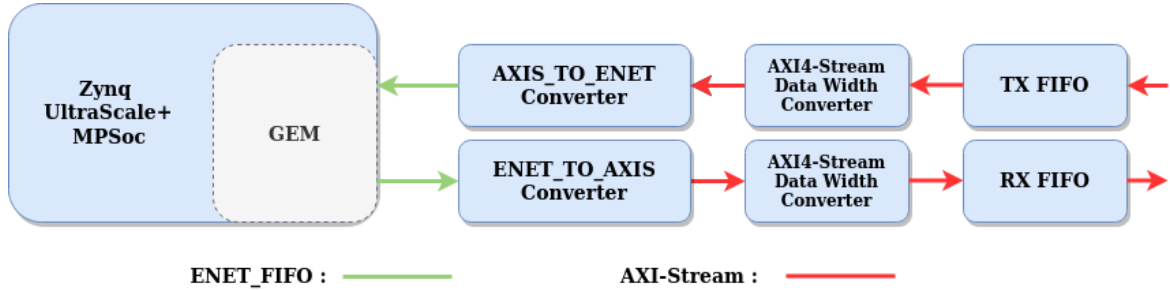 Zynq
UltraScale+
MPSoc
GEM
AXIS_TO_ENET
Converter
AXI4-Stream
Data Width
Converter
TX FIFO
ENET_TO_AXIS
Converter
AXI4-Stream
Data Width
Converter
RX FIFO
ENET_FIFO :
AXI-Stream :